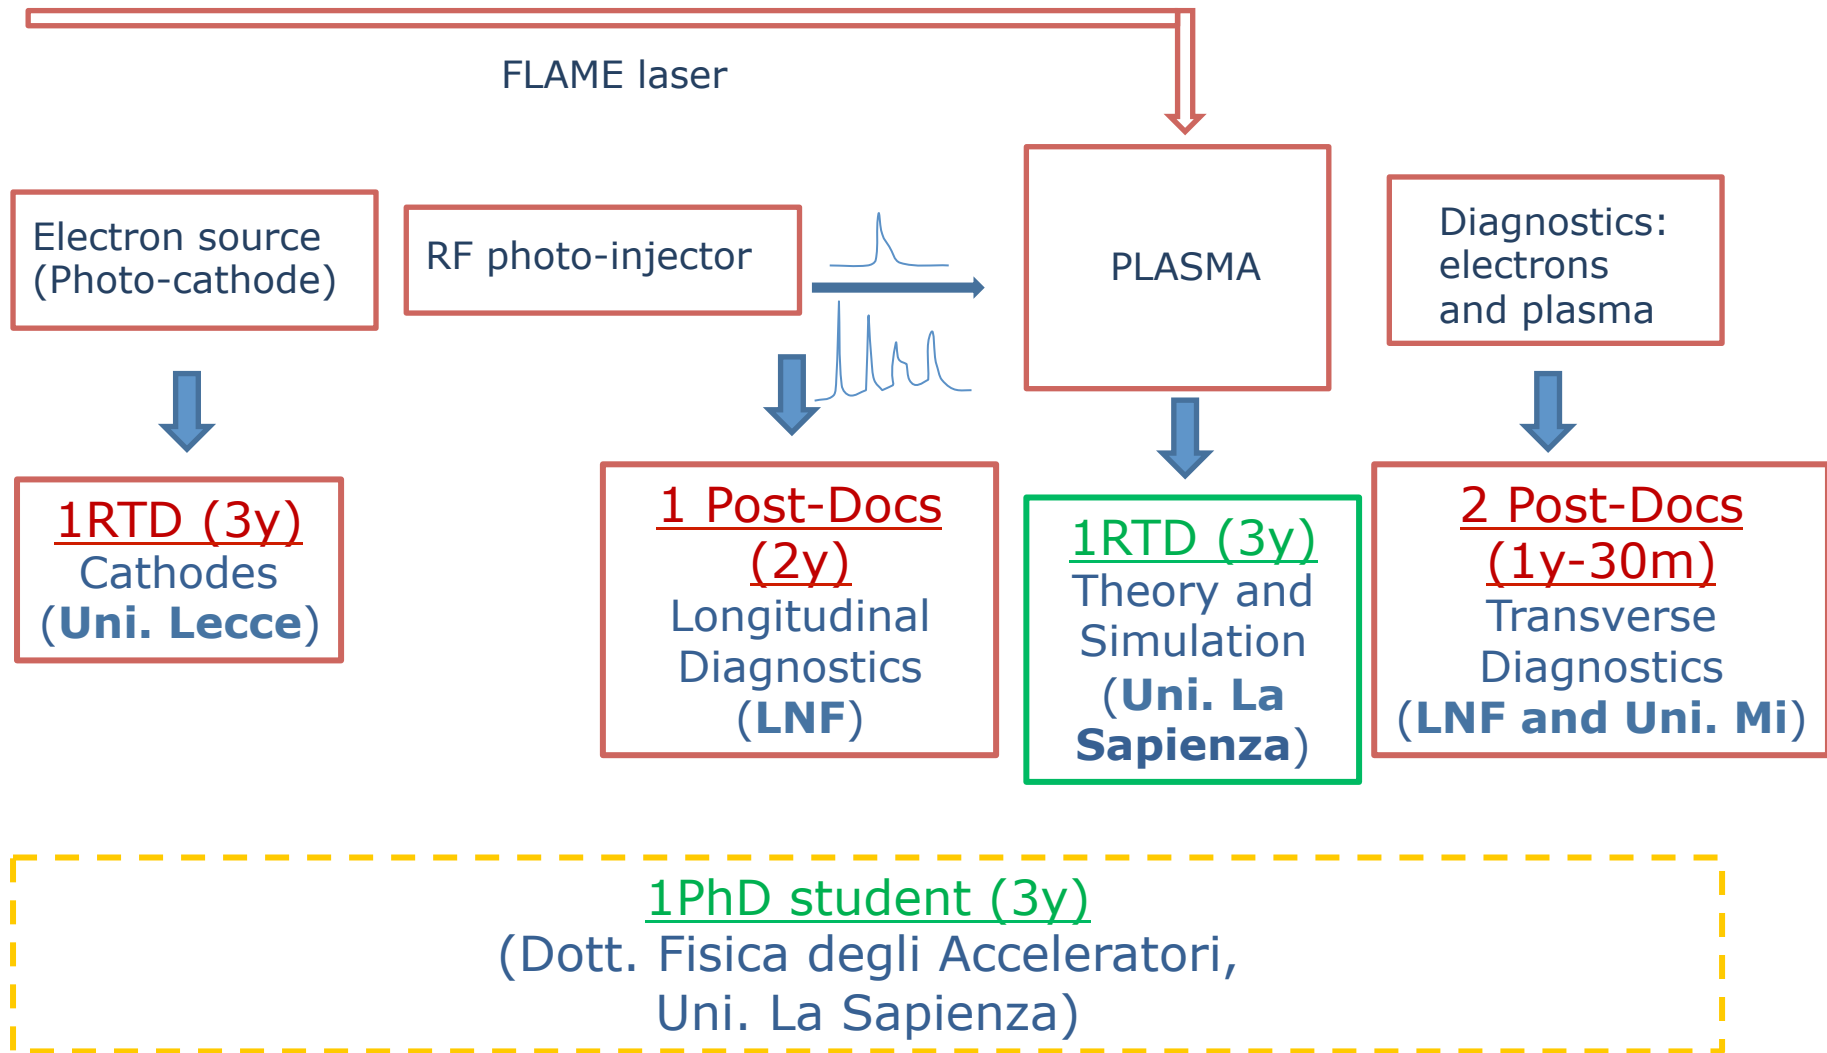 FLAME laser
Electron source
(Photo-cathode)
RF photo-injector
PLASMA
Diagnostics:
electrons
and plasma
1RTD (3y)
Cathodes
(Uni. Lecce)
1 Post-Docs
(2y)
Longitudinal
Diagnostics
(LNF)
1RTD (3y)
Theory and
Simulation
(Uni. La
Sapienza)
2 Post-Docs
(1y-30m)
Transverse
Diagnostics
(LNF and Uni. Mi)
1PhD student (3y)
(Dott. Fisica degli Acceleratori,
Uni. La Sapienza)